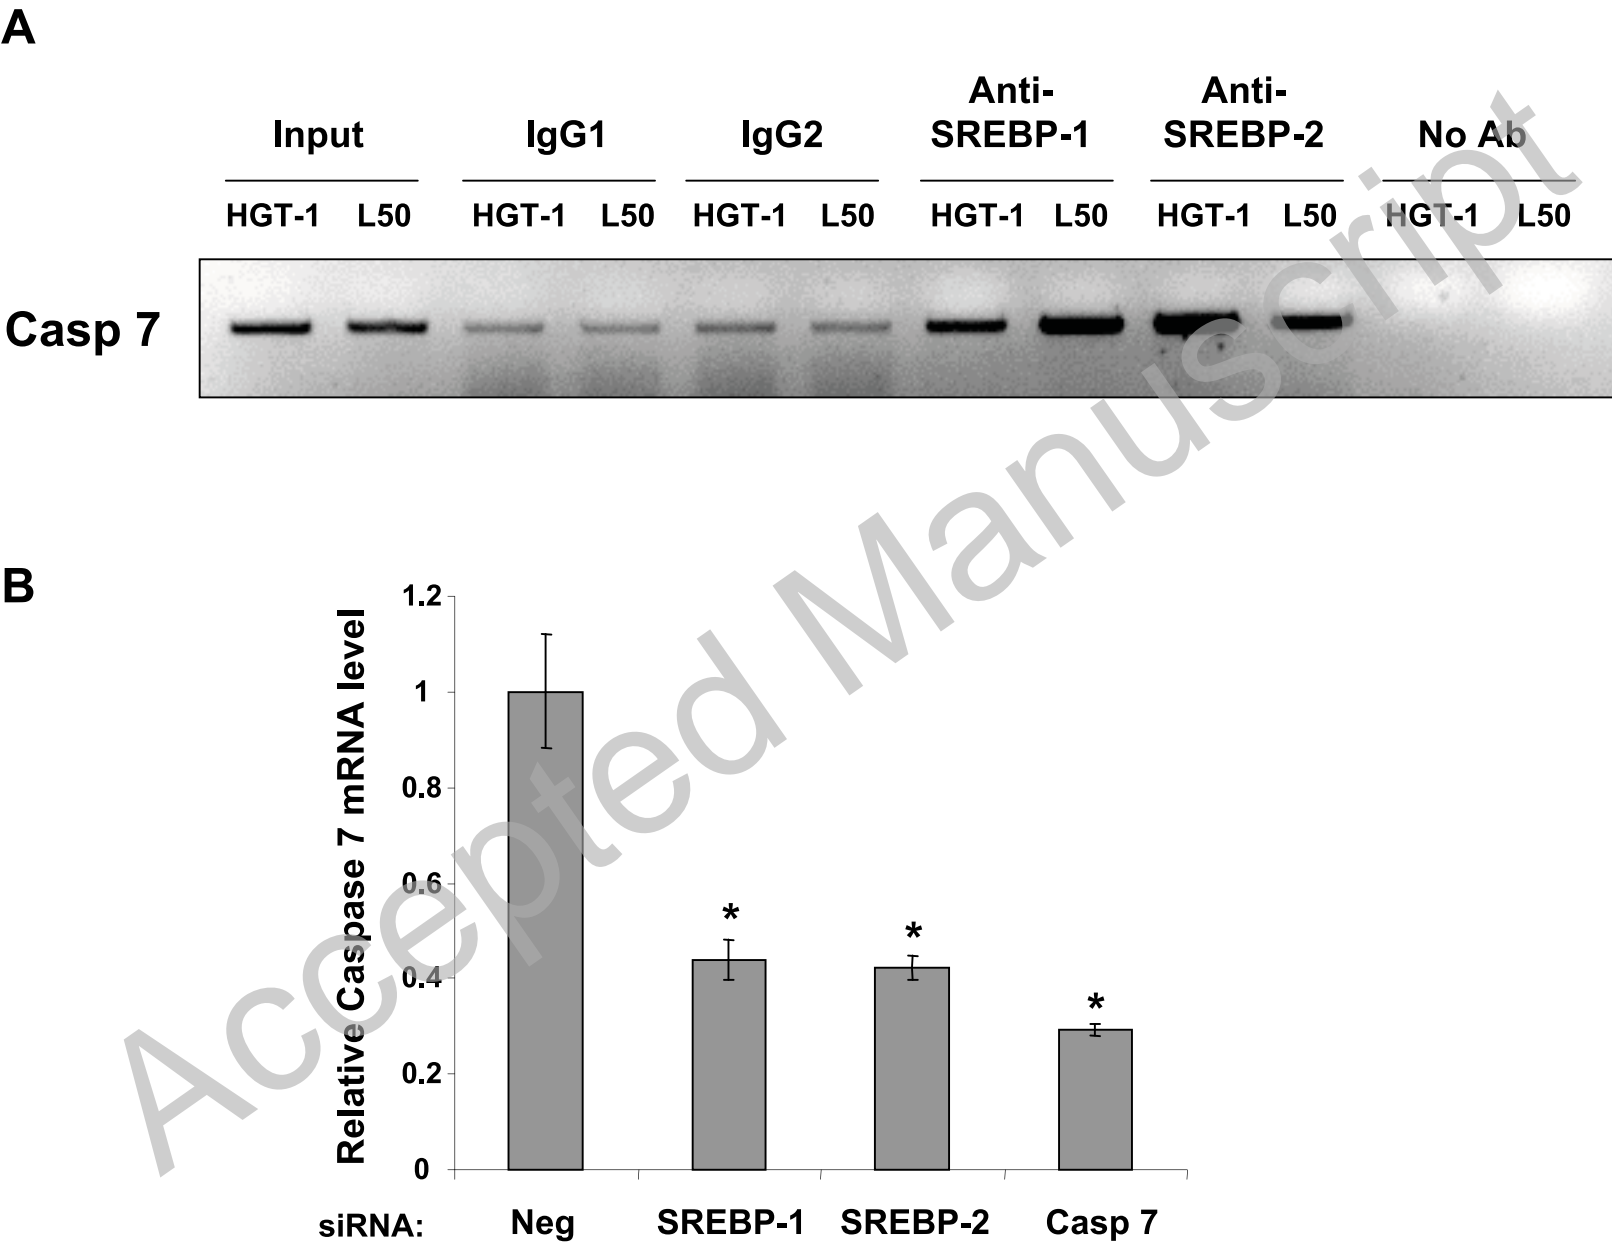 A
Anti- Anti-
Input IgG1 IgG2 SREBP-1 SREBP-2 No Ab
HGT-1 L50 HGT-1 L50 HGT-1 L50 HGT-1 L50 HGT-1 L50 HGT-1 L50
Casp 7
B
Relative Caspase 7 mRNA level
1.2
1
0.8
0.6
0.4
0.2
0
*
*
*
siRNA: Neg SREBP-1 SREBP-2 Casp 7
Accepted Manuscript